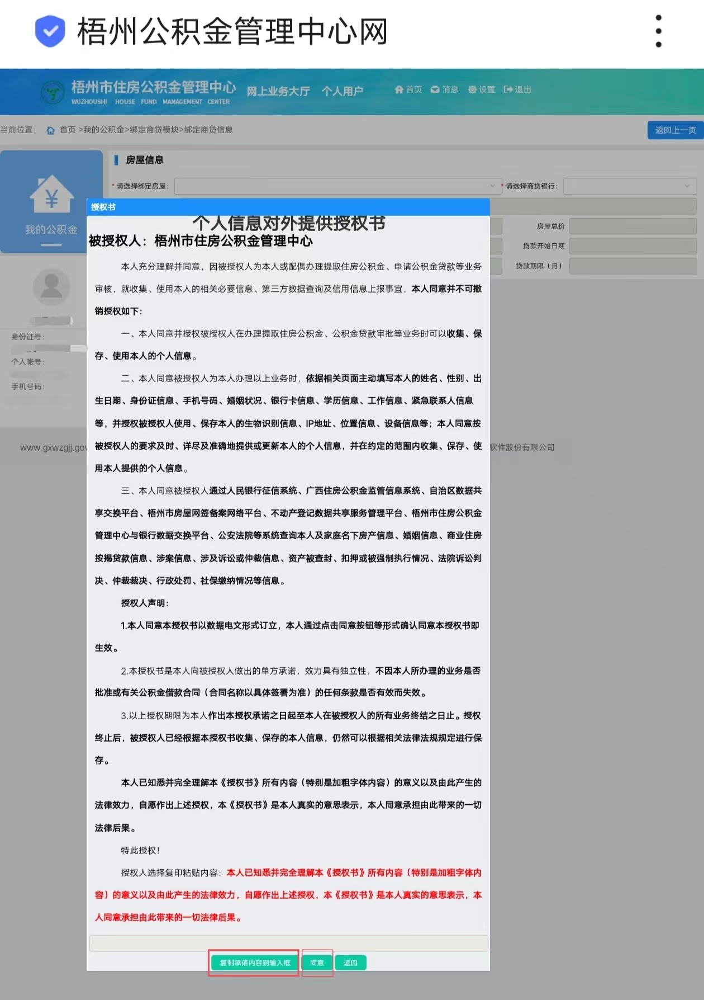 梧州公积金管理中心网
梧州市住房公积金管理中心 网上业务大厅 个人用户 首页 消息 设置 退出
WUZHOUSHI HOUSE FUND MANAGEMENT CENTER
当前位置: 首页 >我的公积金>绑定商贷模块>绑定商贷信息 返回上一页
房屋信息
* 请选择绑定房屋: * 请选择商贷银行:
我的公积金
房屋总价
贷款开始日期
贷款期限（月）
身份证号:
个人帐号:
手机号码:
www.gxwzgjj.gov
软件股份有限公司
授权书
个人信息对外提供授权书
被授权人：梧州市住房公积金管理中心
本人充分理解并同意，因被授权人为本人或配偶办理提取住房公积金、申请公积金贷款等业务
审核，就收集、使用本人的相关必要信息、第三方数据查询及信用信息上报事宜，本人同意并不可撤
销授权如下：
一、本人同意并授权被授权人在办理提取住房公积金、公积金贷款审批等业务时可以收集、保
存、使用本人的个人信息。
二、本人同意被授权人为本人办理以上业务时，依据相关页面主动填写本人的姓名、性别、出
生日期、身份证信息、手机号码、婚姻状况、银行卡信息、学历信息、工作信息、紧急联系人信息
等，并授权被授权人使用、保存本人的生物识别信息、IP地址、位置信息、设备信息等；本人同意按
被授权人的要求及时、详尽及准确地提供或更新本人的个人信息，并在约定的范围内收集、保存、使
用本人提供的个人信息。
三、本人同意被授权人通过人民银行征信系统、广西住房公积金监管信息系统、自治区数据共
享交换平台、梧州市房屋网签备案网络平台、不动产登记数据共享服务管理平台、梧州市住房公积金
管理中心与银行数据交换平台、公安法院等系统查询本人及家庭名下房产信息、婚姻信息、商业住房
按揭贷款信息、涉案信息、涉及诉讼或仲裁信息、资产被查封、扣押或被强制执行情况、法院诉讼判
决、仲裁裁决、行政处罚、社保缴纳情况等信息。
授权人声明：
1.本人同意本授权书以数据电文形式订立，本人通过点击同意按钮等形式确认同意本授权书即
生效。
2.本授权书是本人向被授权人做出的单方承诺，效力具有独立性，不因本人所办理的业务是否
批准或有关公积金借款合同（合同名称以具体签署为准）的任何条款是否有效而失效。
3.以上授权期限为本人作出本授权承诺之日起至本人在被授权人的所有业务终结之日止。授权
终止后，被授权人已经根据本授权书收集、保存的本人信息，仍然可以根据相关法律法规规定进行保
存。
本人已知悉并完全理解本《授权书》所有内容（特别是加粗字体内容）的意义以及由此产生的
法律效力，自愿作出上述授权，本《授权书》是本人真实的意思表示，本人同意承担由此带来的一切
法律后果。
特此授权！
授权人选择复印粘贴内容：本人已知悉并完全理解本《授权书》所有内容（特别是加粗字体内
容）的意义以及由此产生的法律效力，自愿作出上述授权，本《授权书》是本人真实的意思表示，本
人同意承担由此带来的一切法律后果。
复制承诺内容到输入框 同意 返回